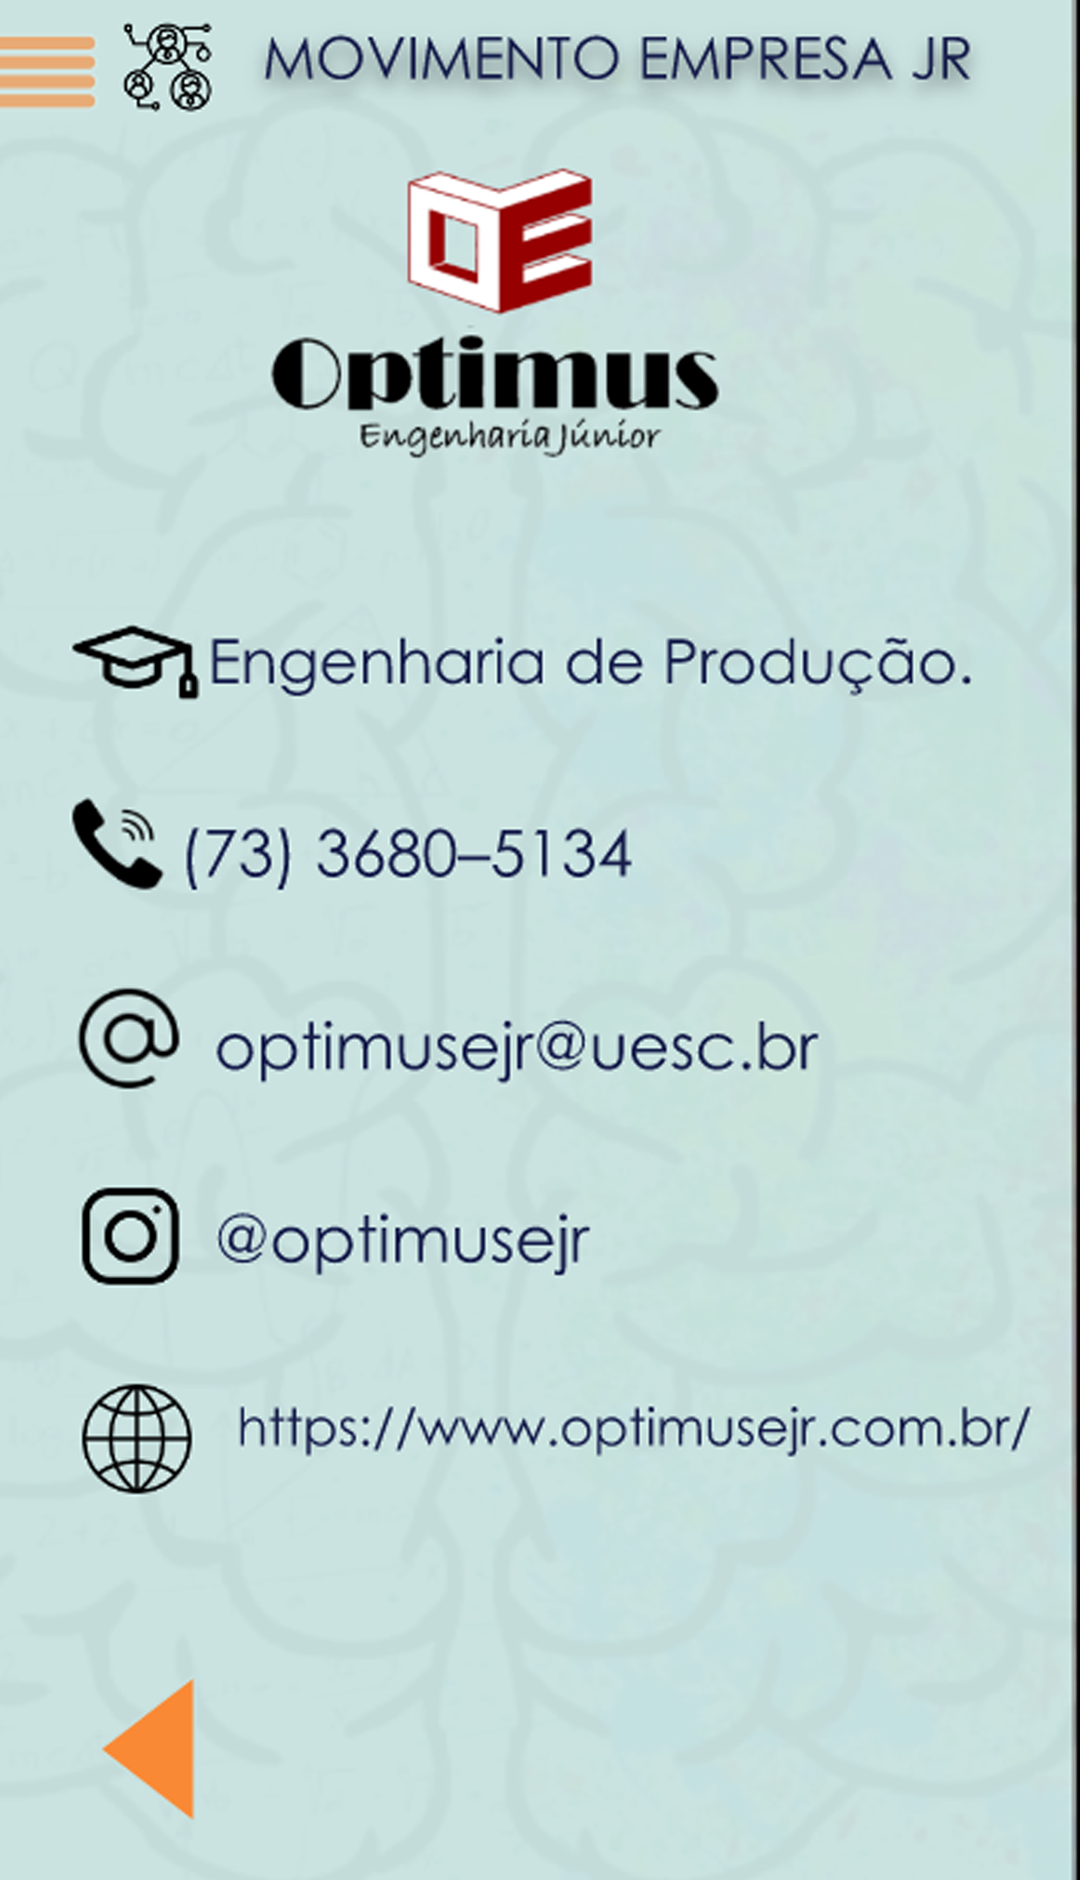 MOVIMENTO EMPRESA JR
OE
Optimus
Engenharia Júnior
Engenharia de Produção.
(73) 3680–5134
optimusejr@uesc.br
@optimusejr
https://www.optimusejr.com.br/